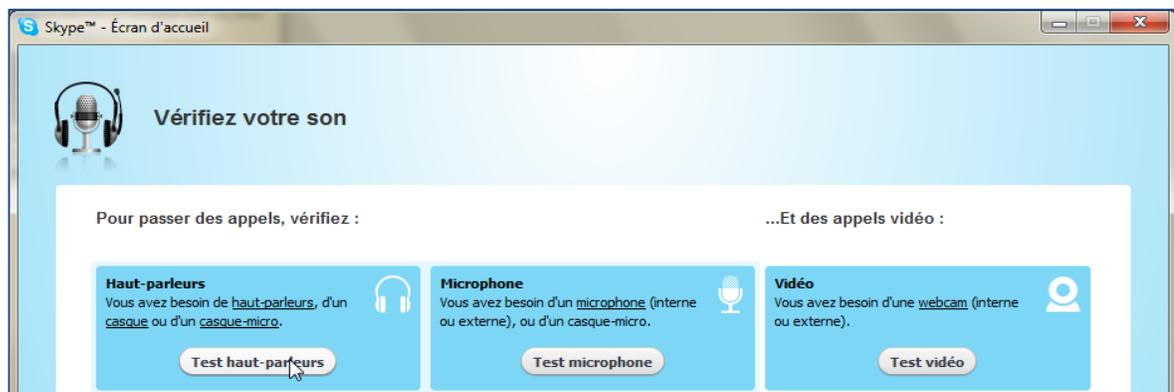 Skype™ - Écran d'accueil
Vérifiez votre son
Pour passer des appels, vérifiez :
...Et des appels vidéo :
Haut-parleurs
Vous avez besoin de haut-parleurs, d'un
casque ou d'un casque-micro.
Test haut-parleurs
Microphone
Vous avez besoin d'un microphone (interne
ou externe), ou d'un casque-micro.
Test microphone
Vidéo
Vous avez besoin d'une webcam (interne
ou externe).
Test vidéo